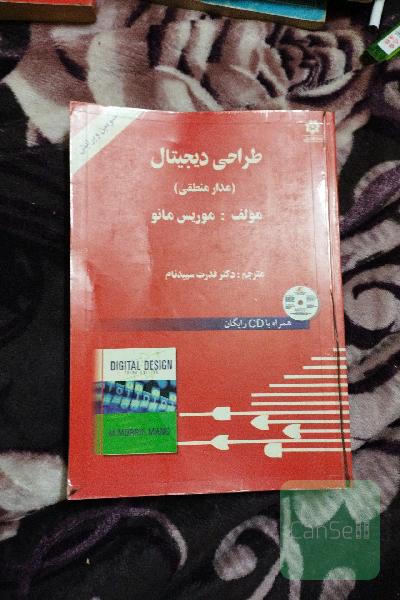 طراحی دیجیتال
(مدار منطقی)
مؤلف : موریس مانو
مترجم : دکتر قدرت سپیدنام
همراه با CD رایگان
DIGITAL DESIGN
M. MORRIS MANO
CanSell